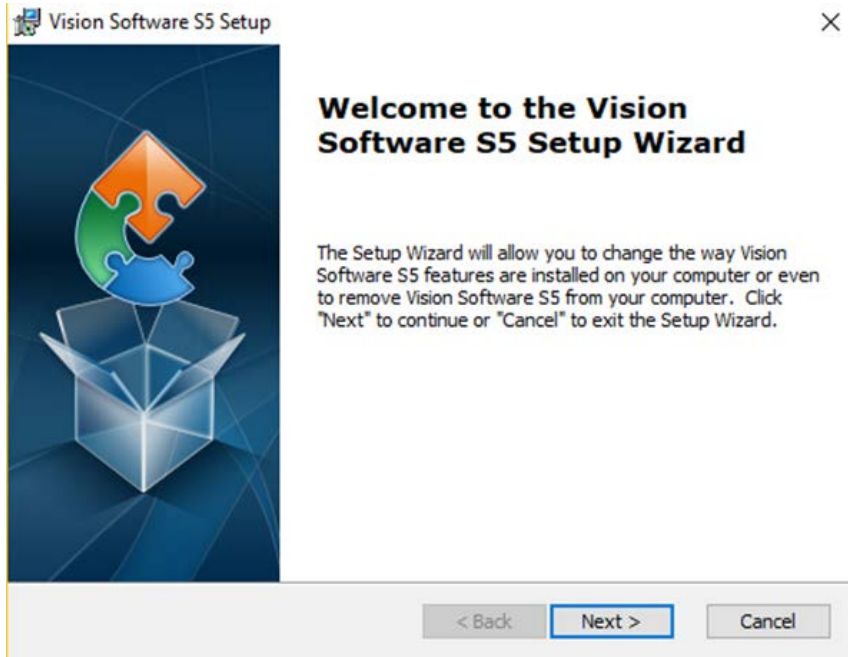 Vision Software S5 Setup
Welcome to the Vision
Software S5 Setup Wizard
The Setup Wizard will allow you to change the way Vision
Software S5 features are installed on your computer or even
to remove Vision Software S5 from your computer.  Click
"Next" to continue or "Cancel" to exit the Setup Wizard.
< Back
Next >
Cancel